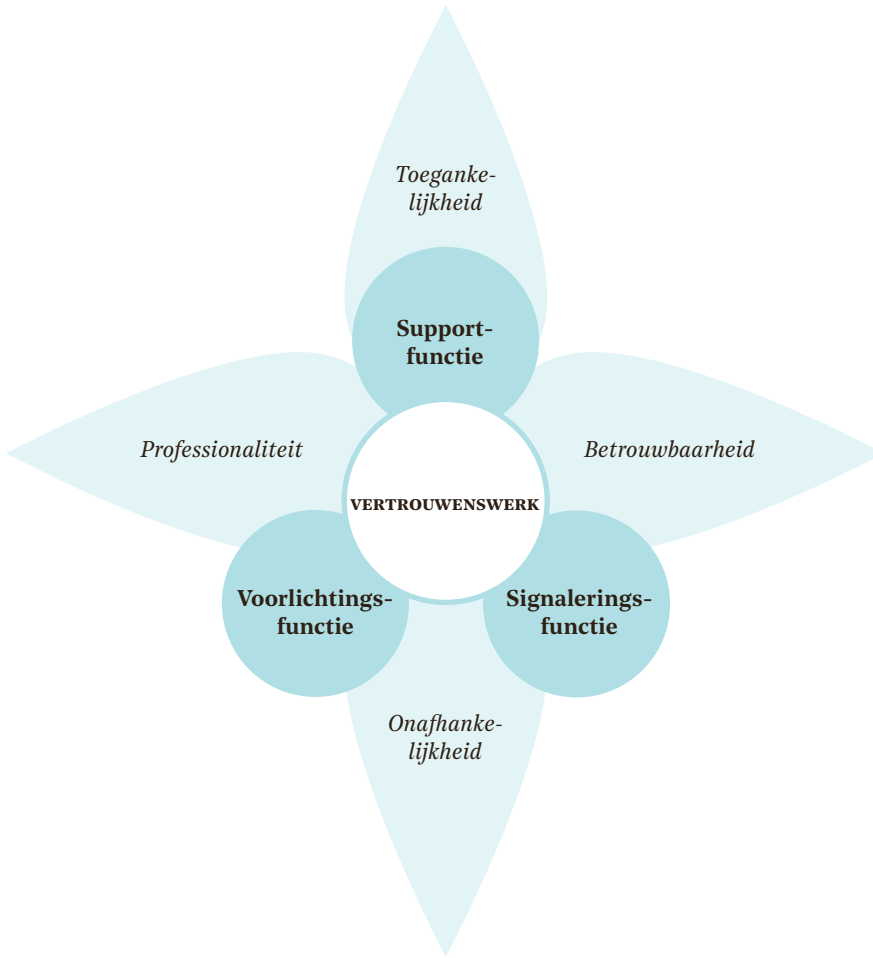 Toeganke-
lijkheid
Support-
functie
Professionaliteit
Betrouwbaarheid
VERTROUWENSWERK
Voorlichtings-
functie
Signalerings-
functie
Onafhanke-
lijkheid